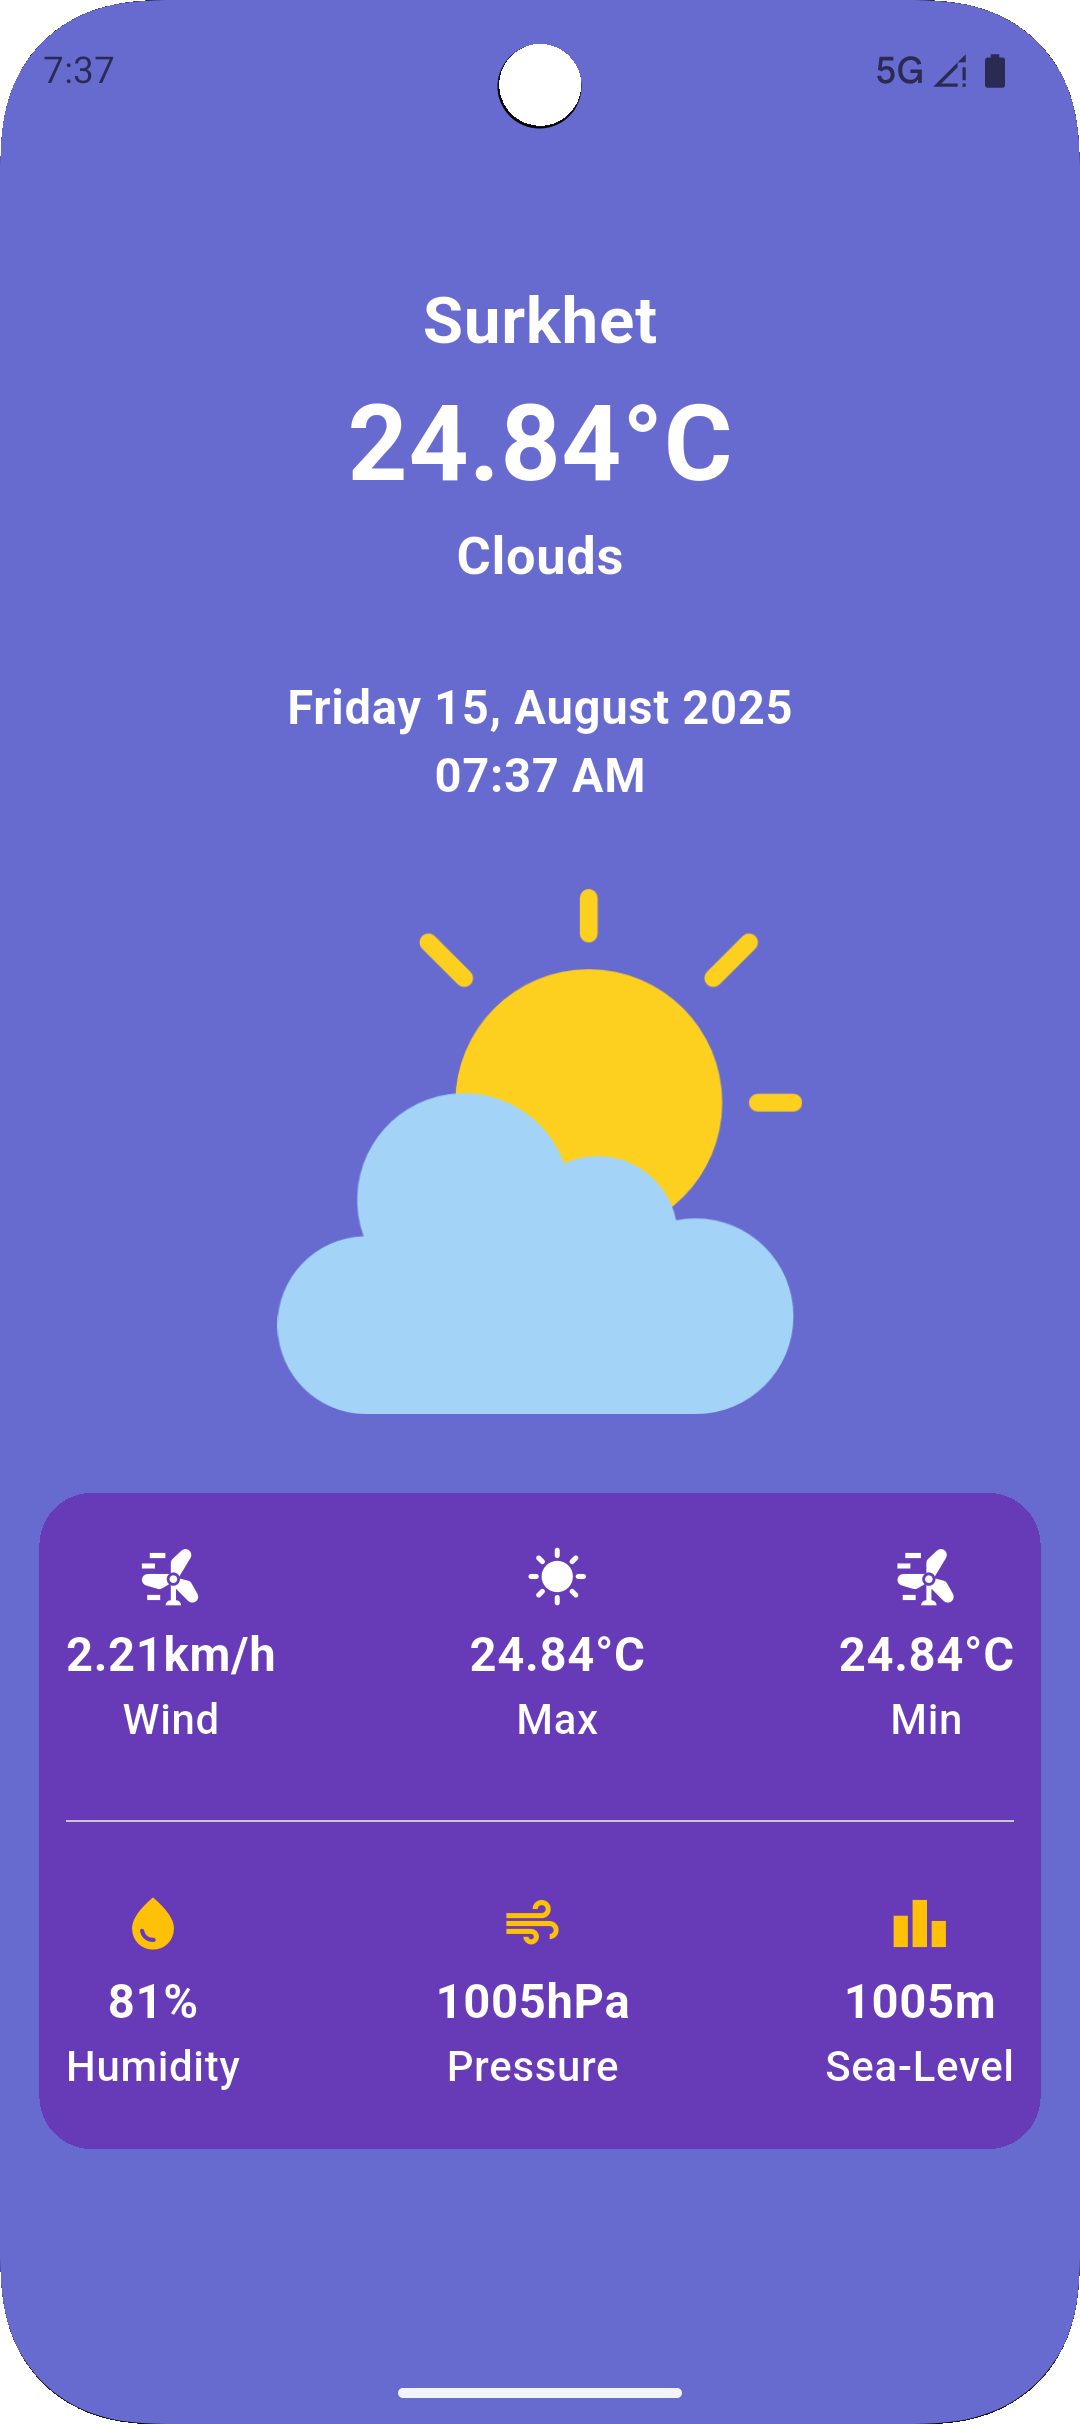 7:37
5G
Surkhet
24.84°C
Clouds
Friday 15, August 2025
07:37 AM
2.21km/h 24.84°C 24.84°C
Wind Max Min
81% 1005hPa 1005m
Humidity Pressure Sea-Level